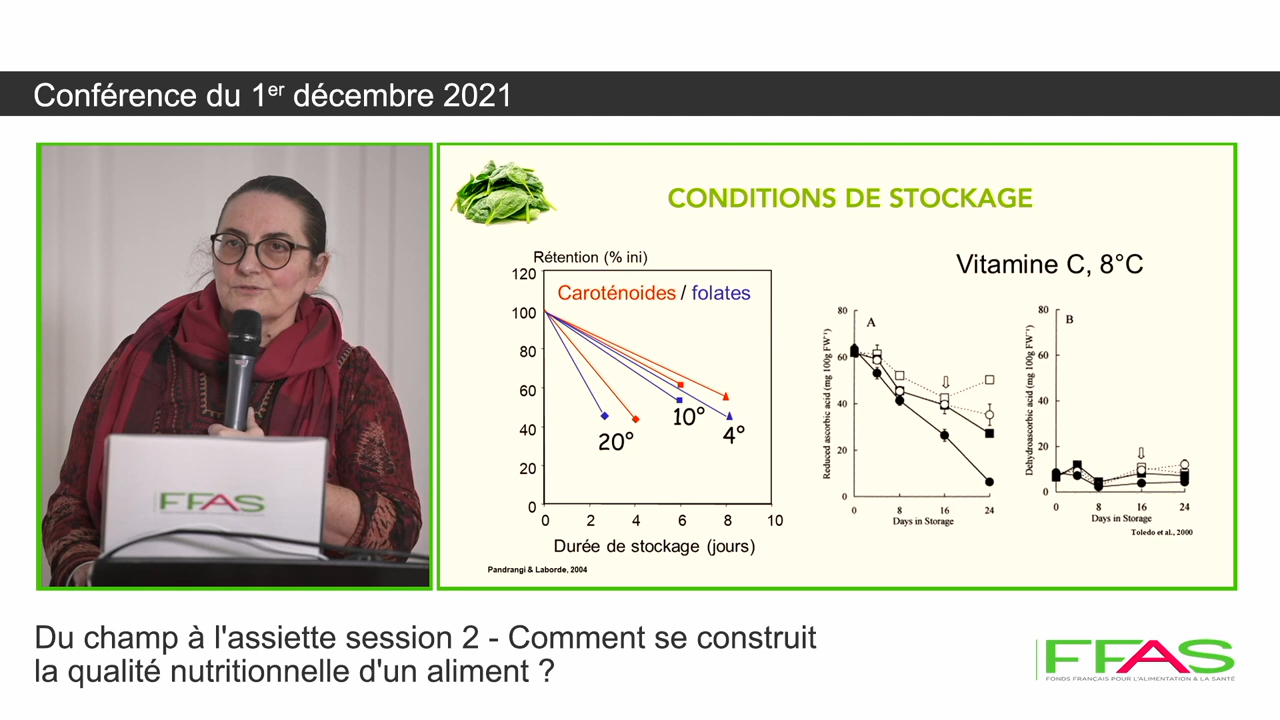 Conférence du 1er décembre 2021
FFAS
CONDITIONS DE STOCKAGE
Rétention (% ini)
120
100
80
60
40
20
0
Caroténoides / folates
20°
10°
4°
0 2 4 6 8 10
Durée de stockage (jours)
Pandrangi & Laborde, 2004
Vitamine C, 8°C
Reduced ascorbic acid (mg 100g FW⁻¹)
80
60
40
20
0
A
0 8 16 24
Days in Storage
Dehydroascorbic acid (mg 100g FW⁻¹)
80
60
40
20
0
B
0 8 16 24
Days in Storage
Toledo et al., 2000
Du champ à l'assiette session 2 - Comment se construit
la qualité nutritionnelle d'un aliment ?
FFAS
FONDS FRANÇAIS POUR L'ALIMENTATION & LA SANTÉ